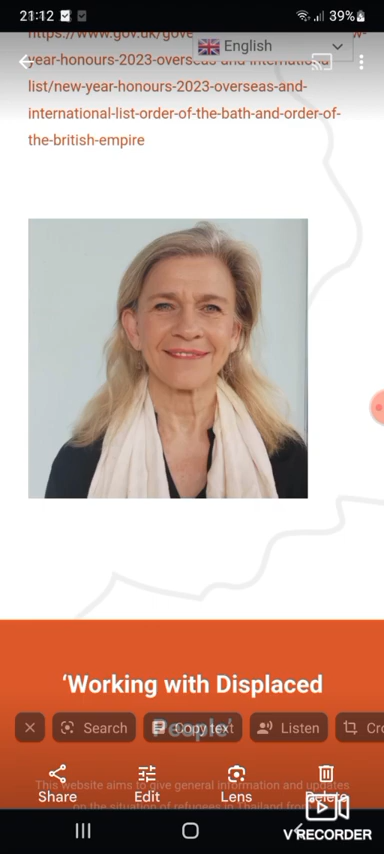 21:12
39%
https://www.gov.uk/gove
English
year-honours-2023-overseas-and-international-
list/new-year-honours-2023-overseas-and-
international-list-order-of-the-bath-and-order-of-
the-british-empire
'Working with Displaced
People'
Search
Copy text
Listen
Cro
This website aims to give general information and updates
on the situation of refugees in Thailand from
Share
Edit
Lens
Delete
V RECORDER